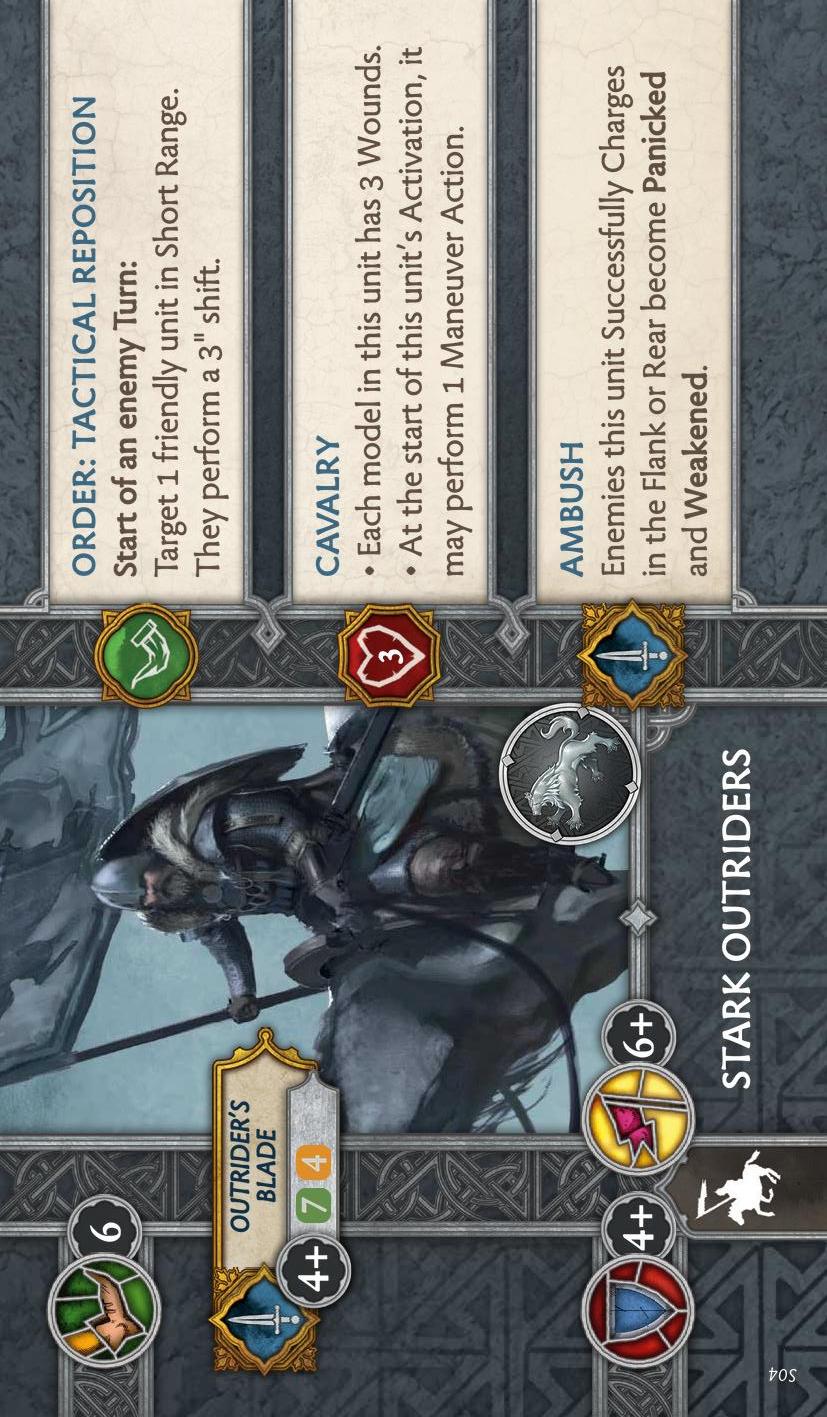 6
OUTRIDER'S
BLADE
4+
7 4
4+
6+
STARK OUTRIDERS
S04
ORDER: TACTICAL REPOSITION
Start of an enemy Turn:
Target 1 friendly unit in Short Range.
They perform a 3" shift.
3
CAVALRY
• Each model in this unit has 3 Wounds.
• At the start of this unit's Activation, it
may perform 1 Maneuver Action.
AMBUSH
Enemies this unit Successfully Charges
in the Flank or Rear become Panicked
and Weakened.